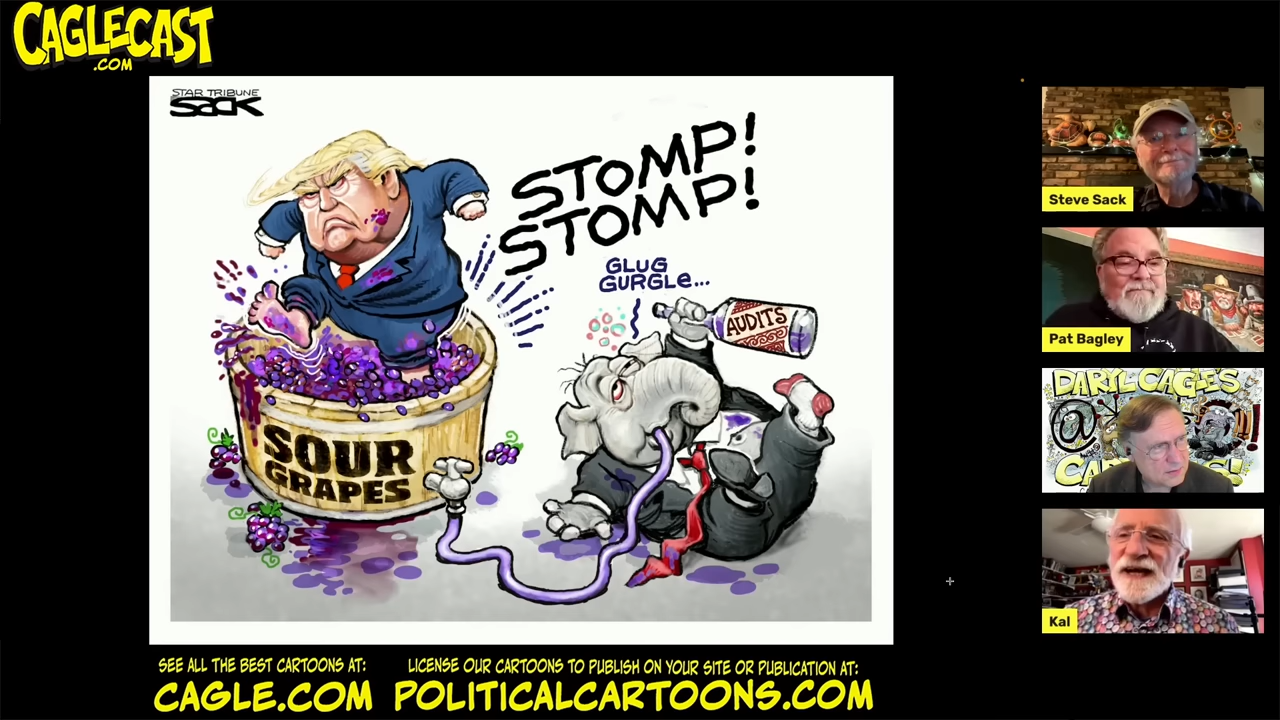 CAGLECAST
.COM
STAR TRIBUNE
SACK
STOMP!
STOMP!
GLUG
GURGLe...
AUDITS
SOUR
GRAPES
Steve Sack
Pat Bagley
DARYL CAGLE'S
Kal
SEE ALL THE BEST CARTOONS AT:
CAGLE.COM
LICENSE OUR CARTOONS TO PUBLISH ON YOUR SITE OR PUBLICATION AT:
POLITICALCARTOONS.COM